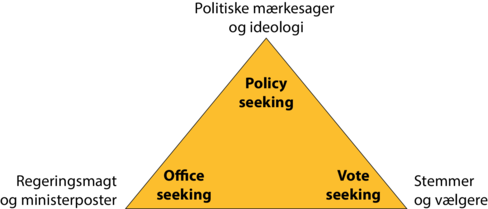 Politiske mærkesager
og ideologi
Policy
seeking
Office
seeking
Vote
seeking
Regeringsmagt
og ministerposter
Stemmer
og vælgere